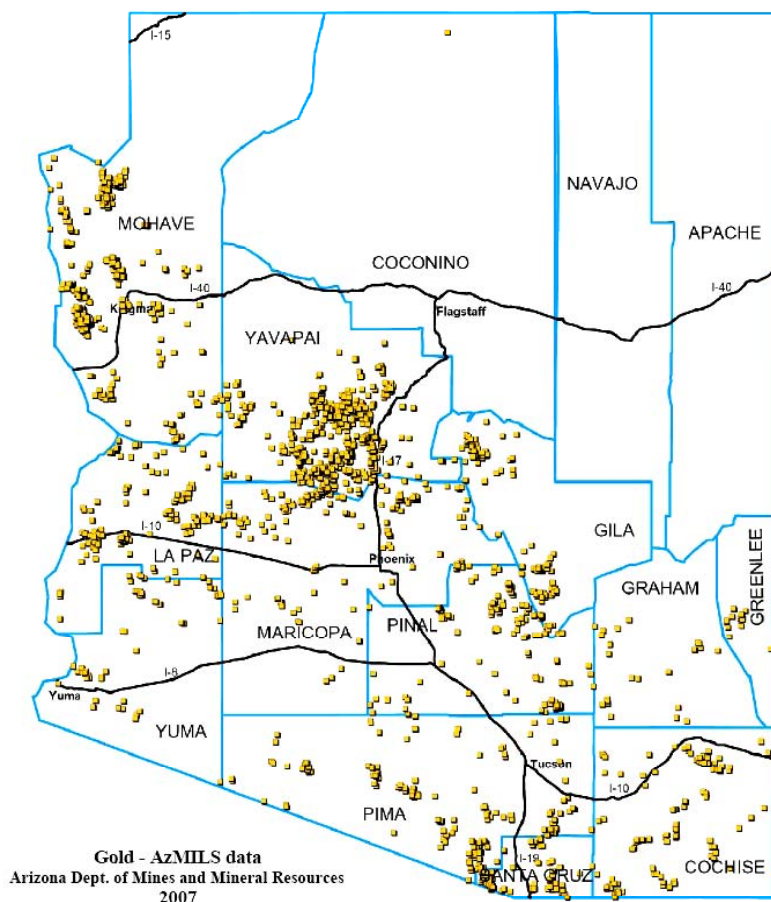 I-15
NAVAJO
MOHAVE
APACHE
COCONINO
I-40
I-40
Kingman
Flagstaff
YAVAPAI
I-17
I-10
GILA
LA PAZ
Phoenix
GRAHAM
GREENLEE
MARICOPA
PINAL
I-8
Yuma
YUMA
Tucson
I-10
PIMA
I-19
SANTA CRUZ
COCHISE
Gold - AzMILS data
Arizona Dept. of Mines and Mineral Resources
2007